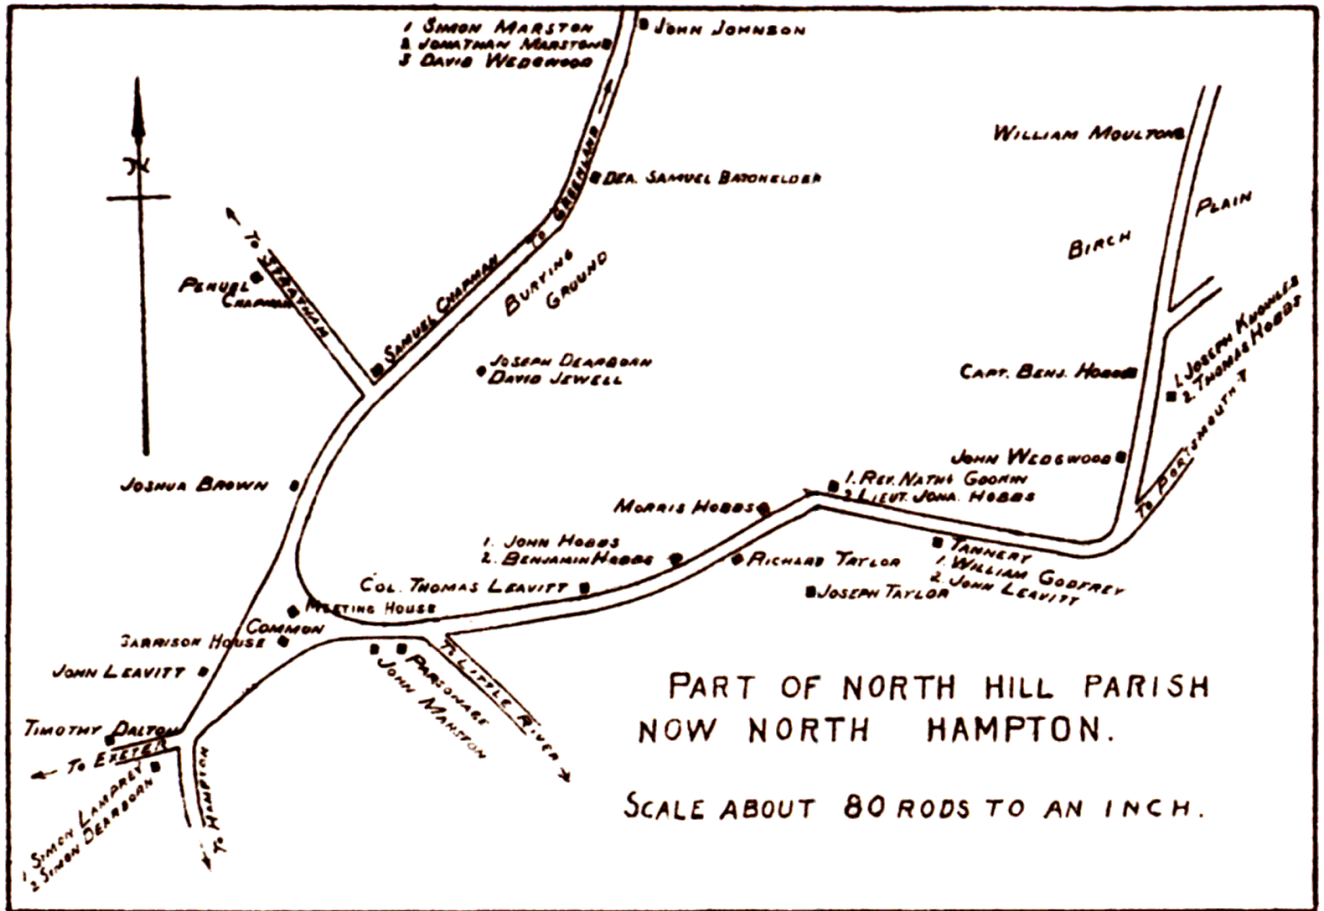 1 SIMON MARSTON
2 JONATHAN MARSTON
3 DAVID WEDGWOOD
JOHN JOHNSON
N
WILLIAM MOULTON
DEA. SAMUEL BATCHELDER
TO GREENLAND
BIRCH PLAIN
TO STRATHAM
PENUEL
CHAPMAN
SAMUEL CHAPMAN
BURYING
GROUND
JOSEPH DEARBORN
DAVID JEWELL
CAPT. BENJ. HOBBS
1. JOSEPH KNOWLES
2. THOMAS HOBBS
JOSHUA BROWN
JOHN WEDGWOOD
TO PORTSMOUTH
1. REV. NATHL GOOKIN
2. LIEUT. JONA. HOBBS
MORRIS HOBBS
1. JOHN HOBBS
2. BENJAMIN HOBBS
RICHARD TAYLOR
TANNERY
1. WILLIAM GODFREY
2. JOHN LEAVITT
COL. THOMAS LEAVITT
JOSEPH TAYLOR
MEETING HOUSE
COMMON
GARRISON HOUSE
JOHN LEAVITT
PARSONAGE
JOHN MARSTON
TO LITTLE RIVER
TIMOTHY DALTON
TO EXETER
1 SIMON LAMPREY
2 SIMON DEARBORN
TO HAMPTON
PART OF NORTH HILL PARISH
NOW NORTH HAMPTON.
SCALE ABOUT 80 RODS TO AN INCH.